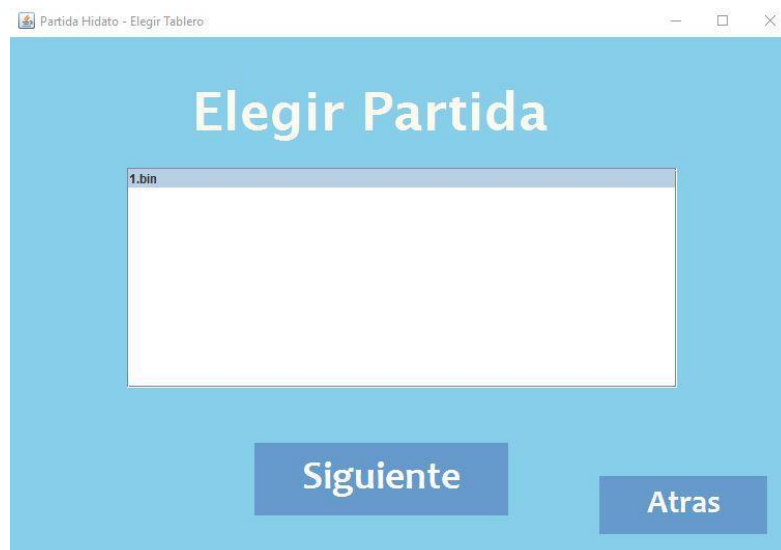 Partida Hidato - Elegir Tablero
Elegir Partida
1.bin
Siguiente
Atras